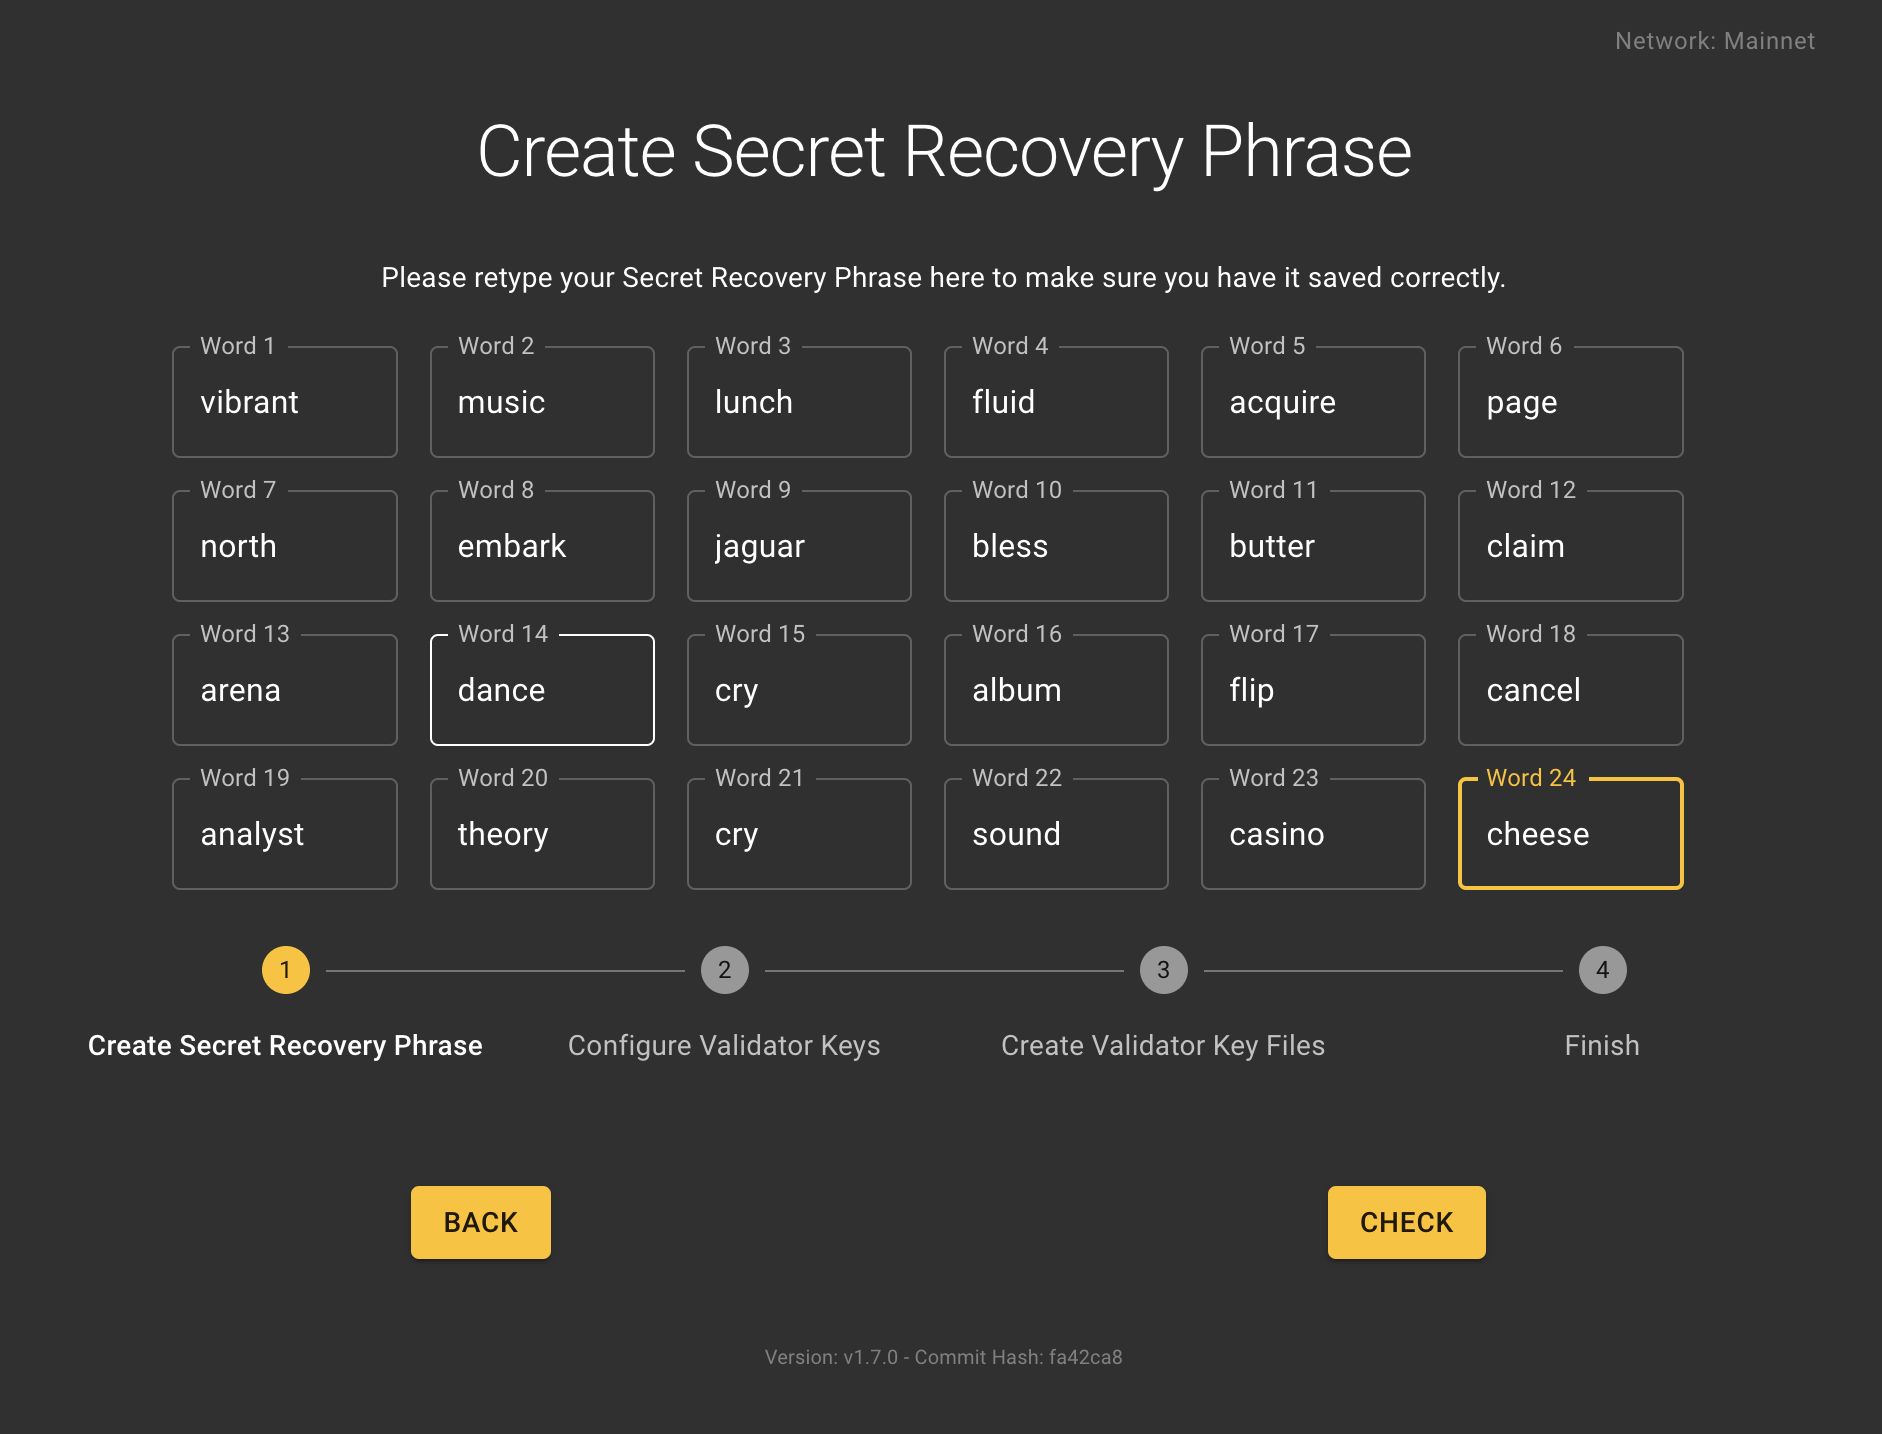 Network: Mainnet
Create Secret Recovery Phrase
Please retype your Secret Recovery Phrase here to make sure you have it saved correctly.
Word 1 Word 2 Word 3 Word 4 Word 5 Word 6
vibrant music lunch fluid acquire page
Word 7 Word 8 Word 9 Word 10 Word 11 Word 12
north embark jaguar bless butter claim
Word 13 Word 14 Word 15 Word 16 Word 17 Word 18
arena dance cry album flip cancel
Word 19 Word 20 Word 21 Word 22 Word 23 Word 24
analyst theory cry sound casino cheese
1 2 3 4
Create Secret Recovery Phrase Configure Validator Keys Create Validator Key Files Finish
BACK CHECK
Version: v1.7.0 - Commit Hash: fa42ca8